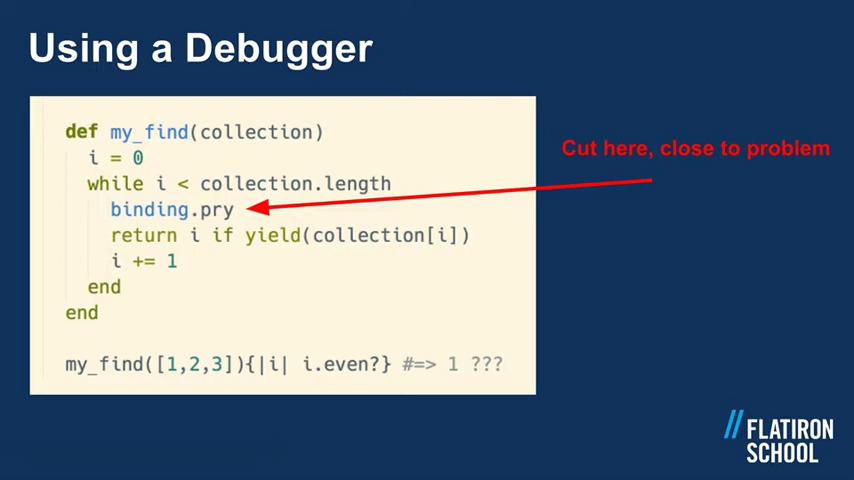 Using a Debugger
def my_find(collection)
i = 0
while i < collection.length
binding.pry
return i if yield(collection[i])
i += 1
end
end
my_find([1,2,3]){|i| i.even?} #=> 1 ???
Cut here, close to problem
// FLATIRON
SCHOOL